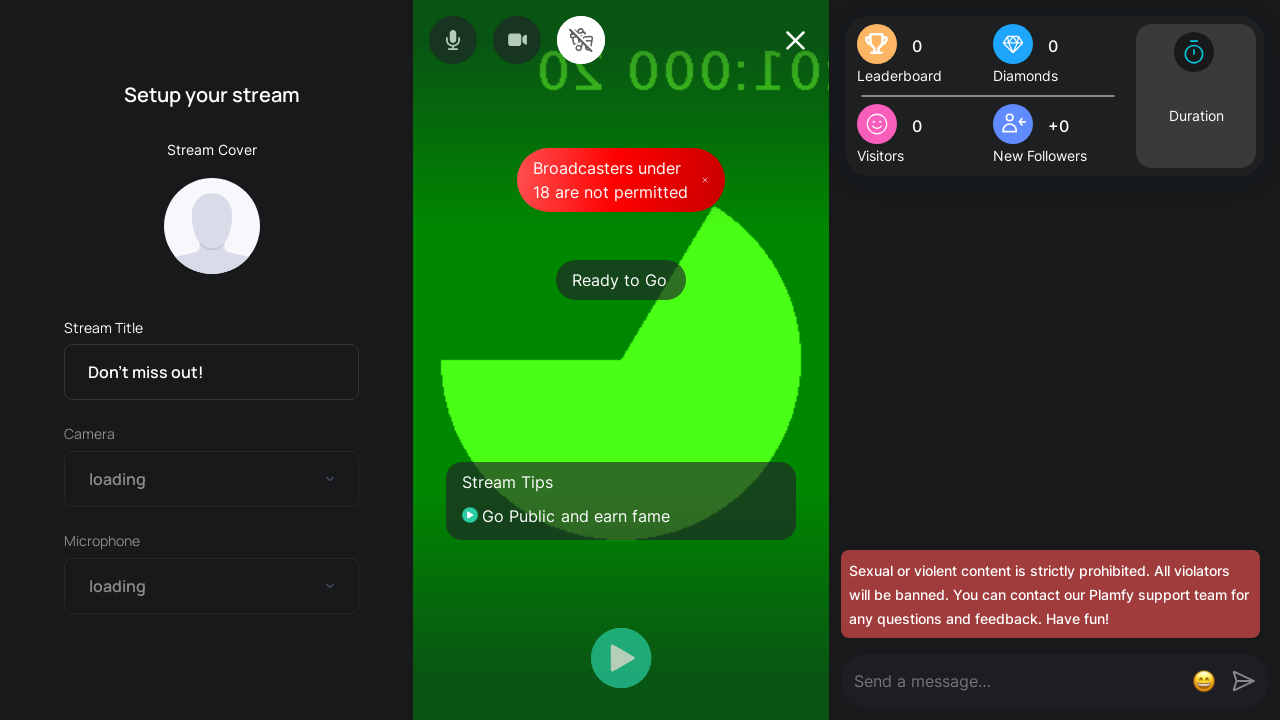 Setup your stream
Stream Cover
Stream Title
Don't miss out!
Camera
loading
Microphone
loading
Broadcasters under
18 are not permitted
Ready to Go
Stream Tips
Go Public and earn fame
0
Leaderboard
0
Diamonds
0
Visitors
+0
New Followers
Duration
Sexual or violent content is strictly prohibited. All violators
will be banned. You can contact our Plamfy support team for
any questions and feedback. Have fun!
Send a message...